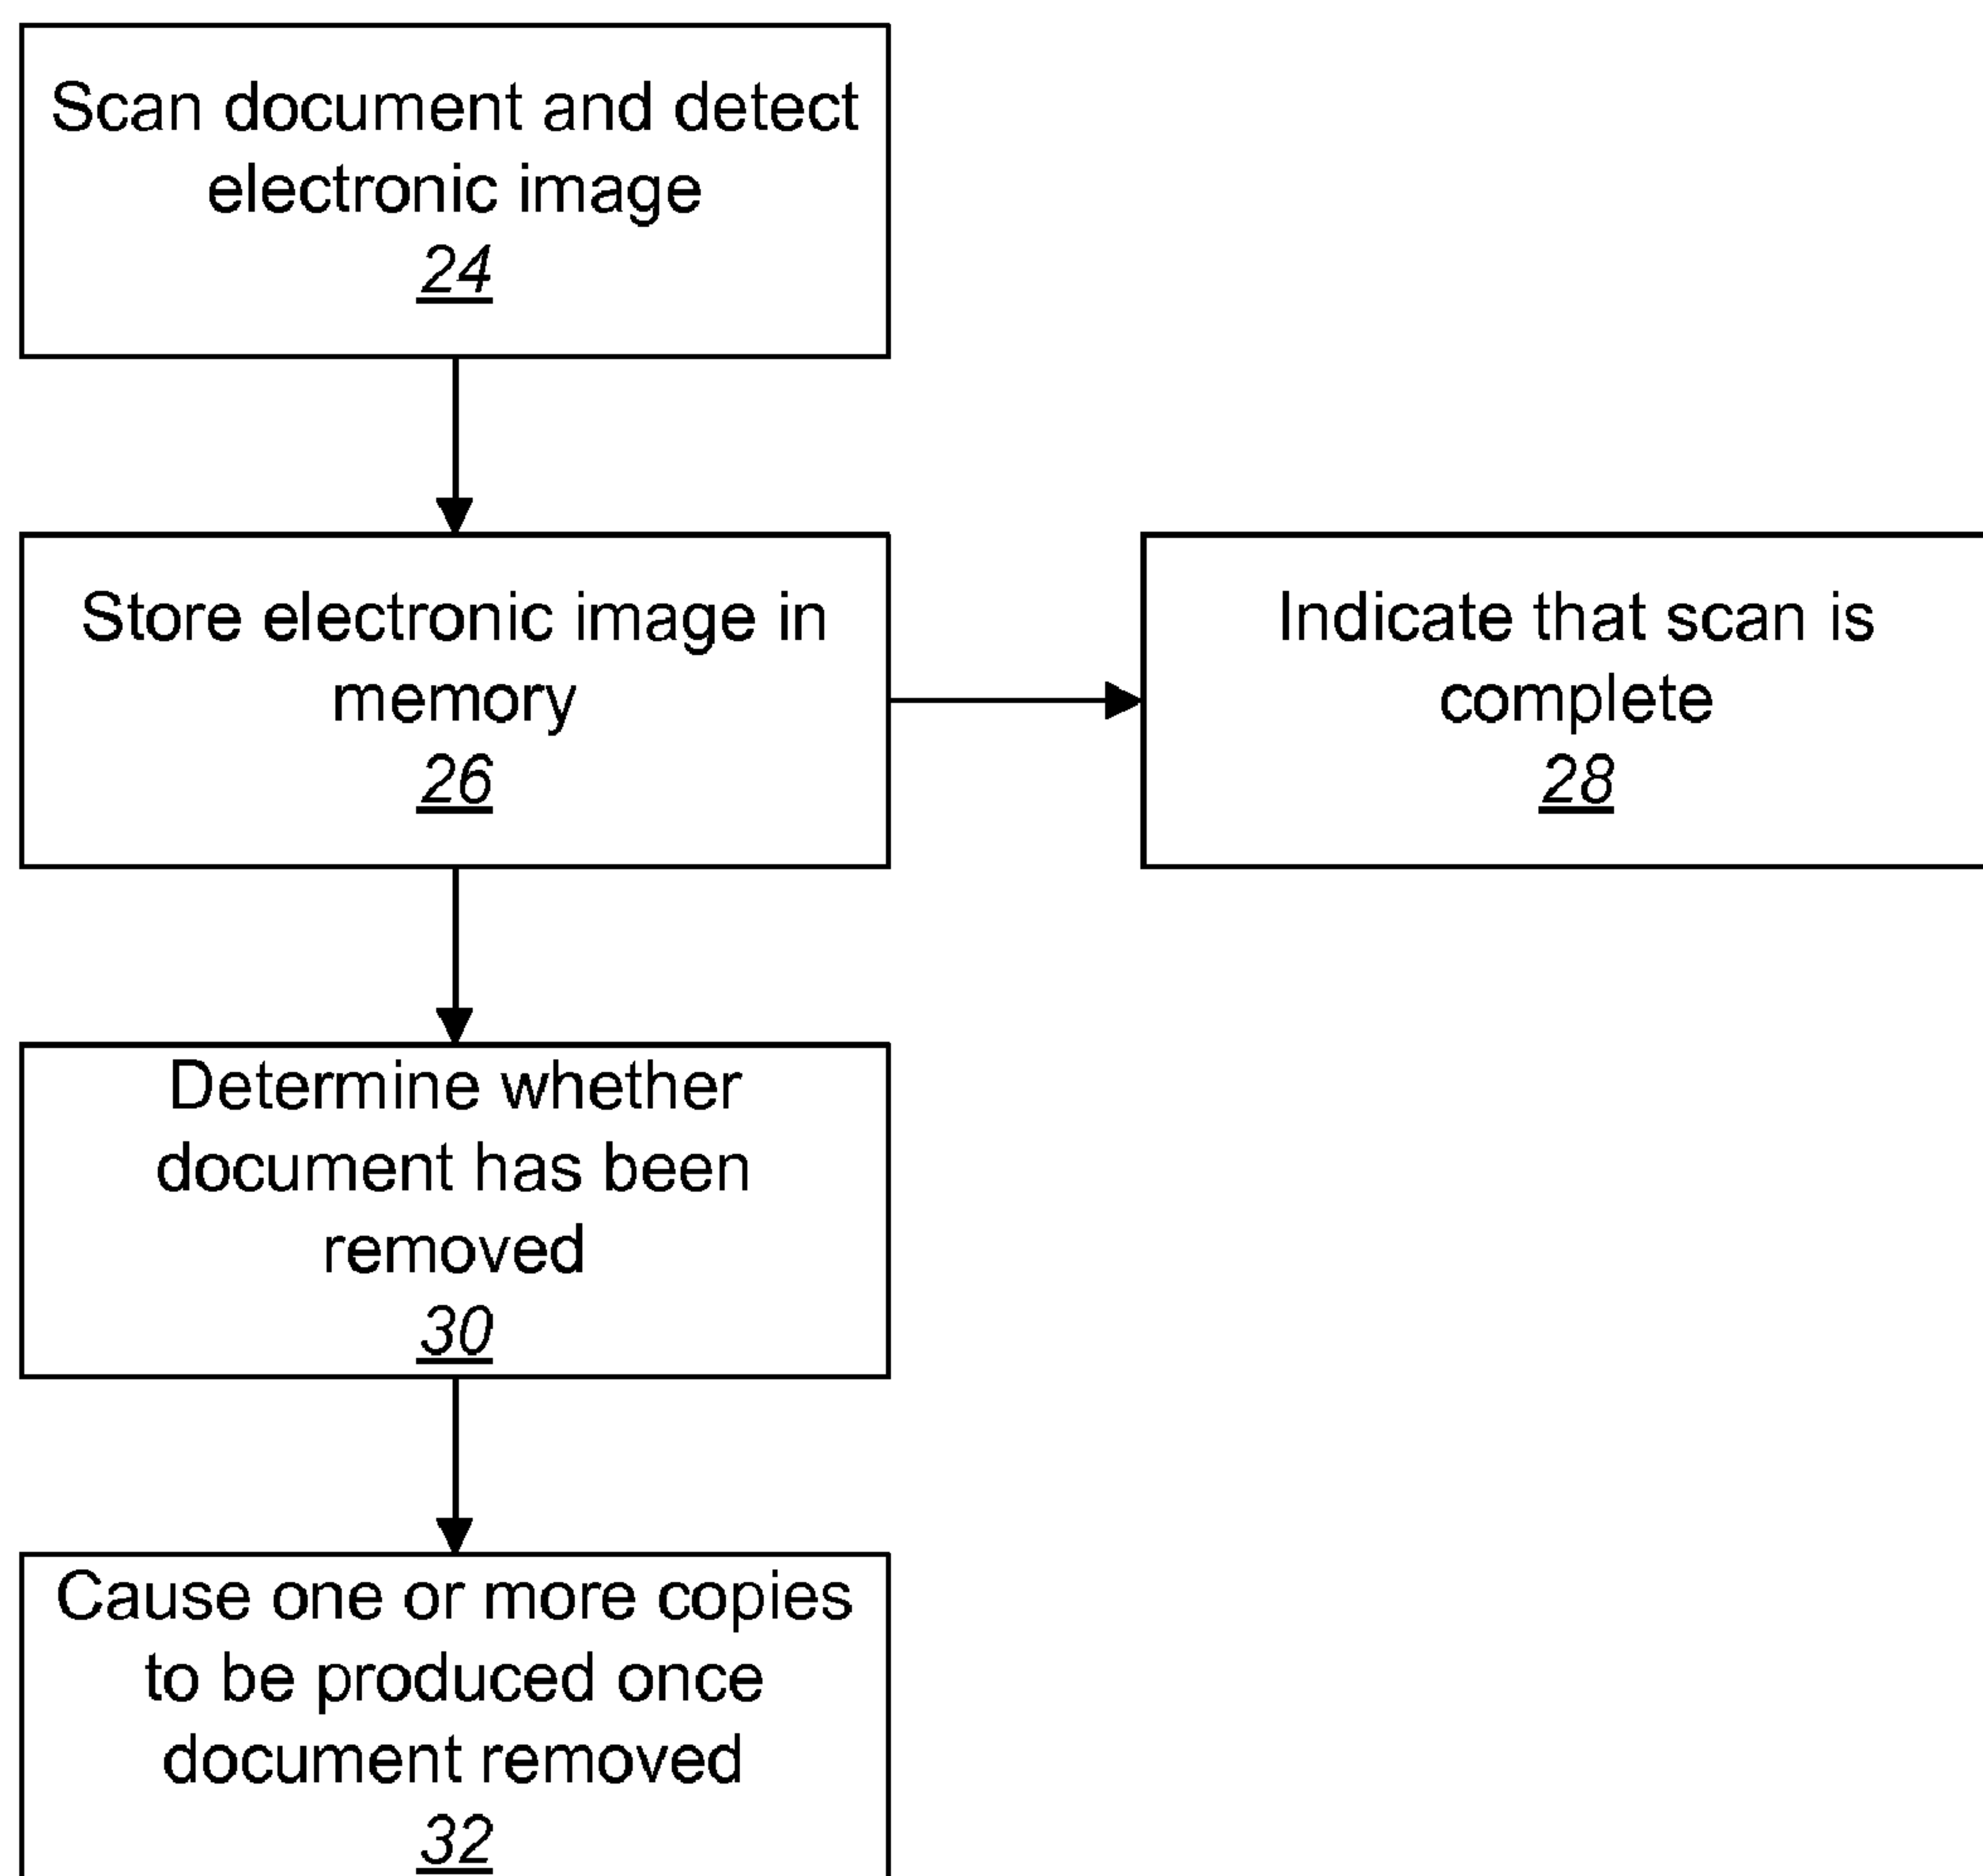 Scan document and detect
electronic image
24
Store electronic image in
memory
26
Indicate that scan is
complete
28
Determine whether
document has been
removed
30
Cause one or more copies
to be produced once
document removed
32